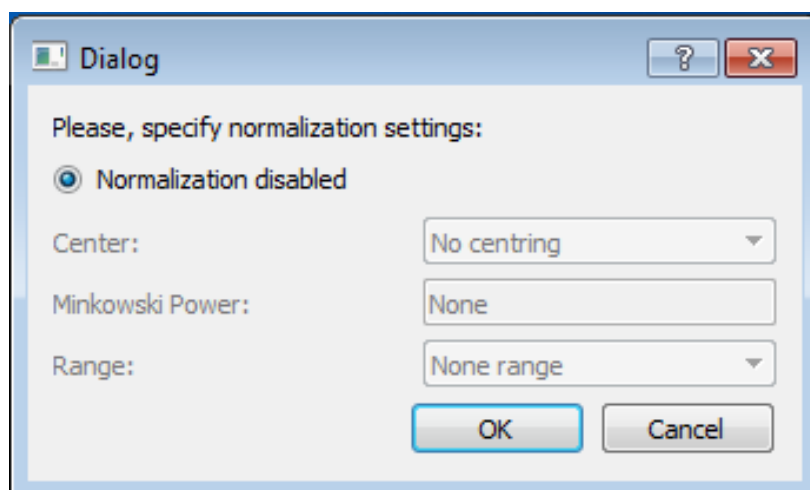 Dialog
Please, specify normalization settings:
Normalization disabled
Center: No centring
Minkowski Power: None
Range: None range
OK Cancel